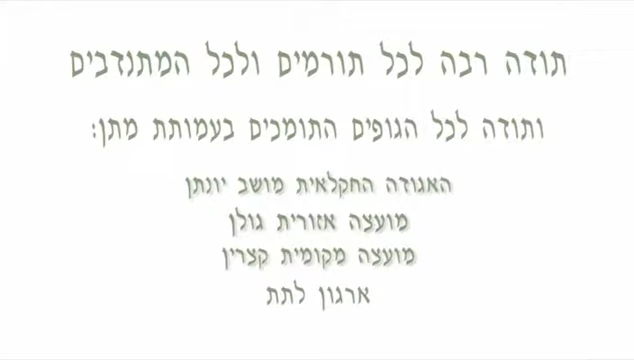 תודה רבה לכל תורמים ולכל המתנדבים
ותודה לכל הגופים התומכים בעמותת מתן:
האגודה החקלאית מושב יונתן
מועצה אזורית גולן
מועצה מקומית קצרין
ארגון לתת